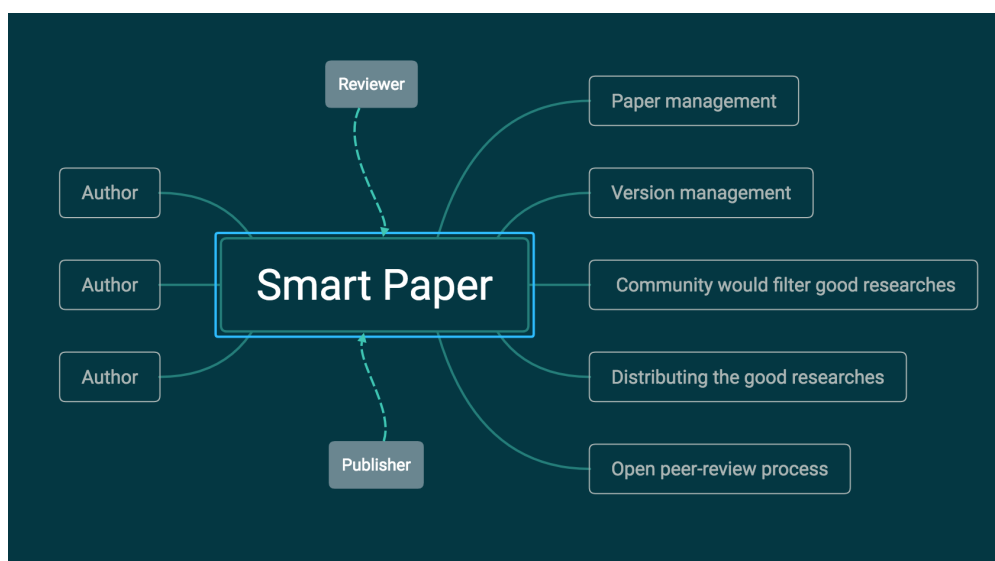 Reviewer
Paper management
Author
Version management
Author
Smart Paper
Community would filter good researches
Author
Distributing the good researches
Publisher
Open peer-review process